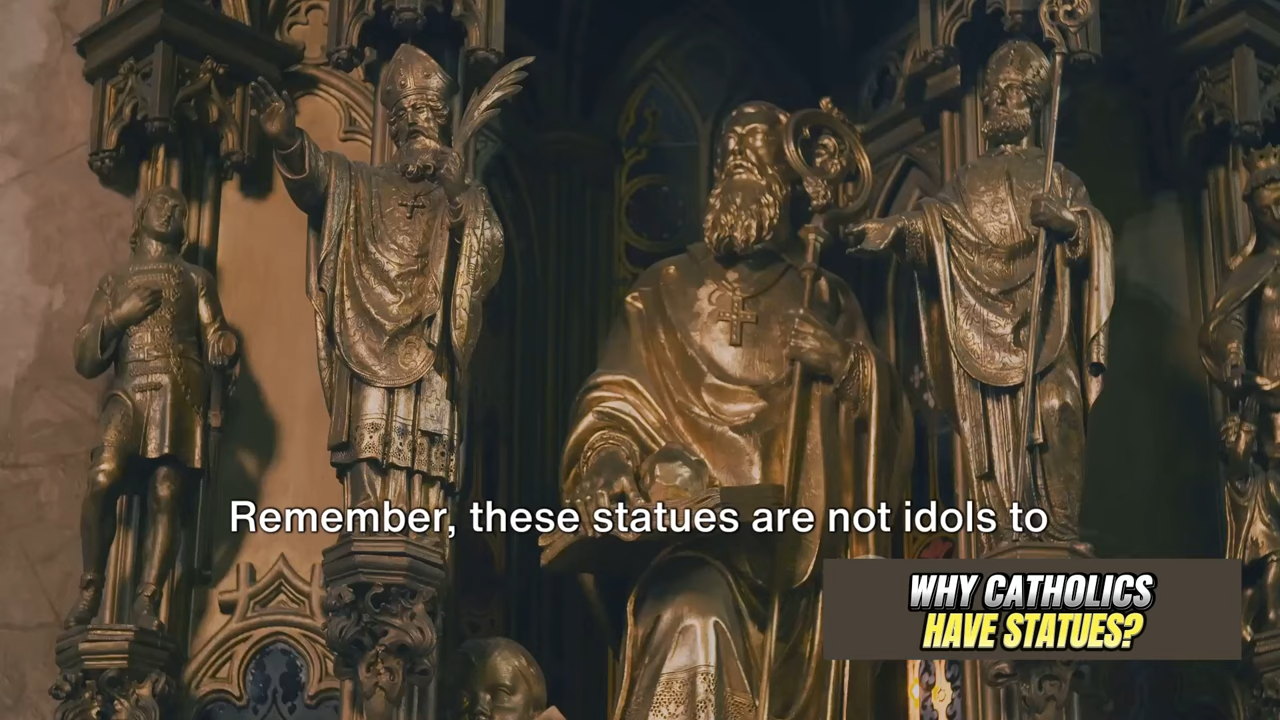 Remember, these statues are not idols to
WHY CATHOLICS
HAVE STATUES?